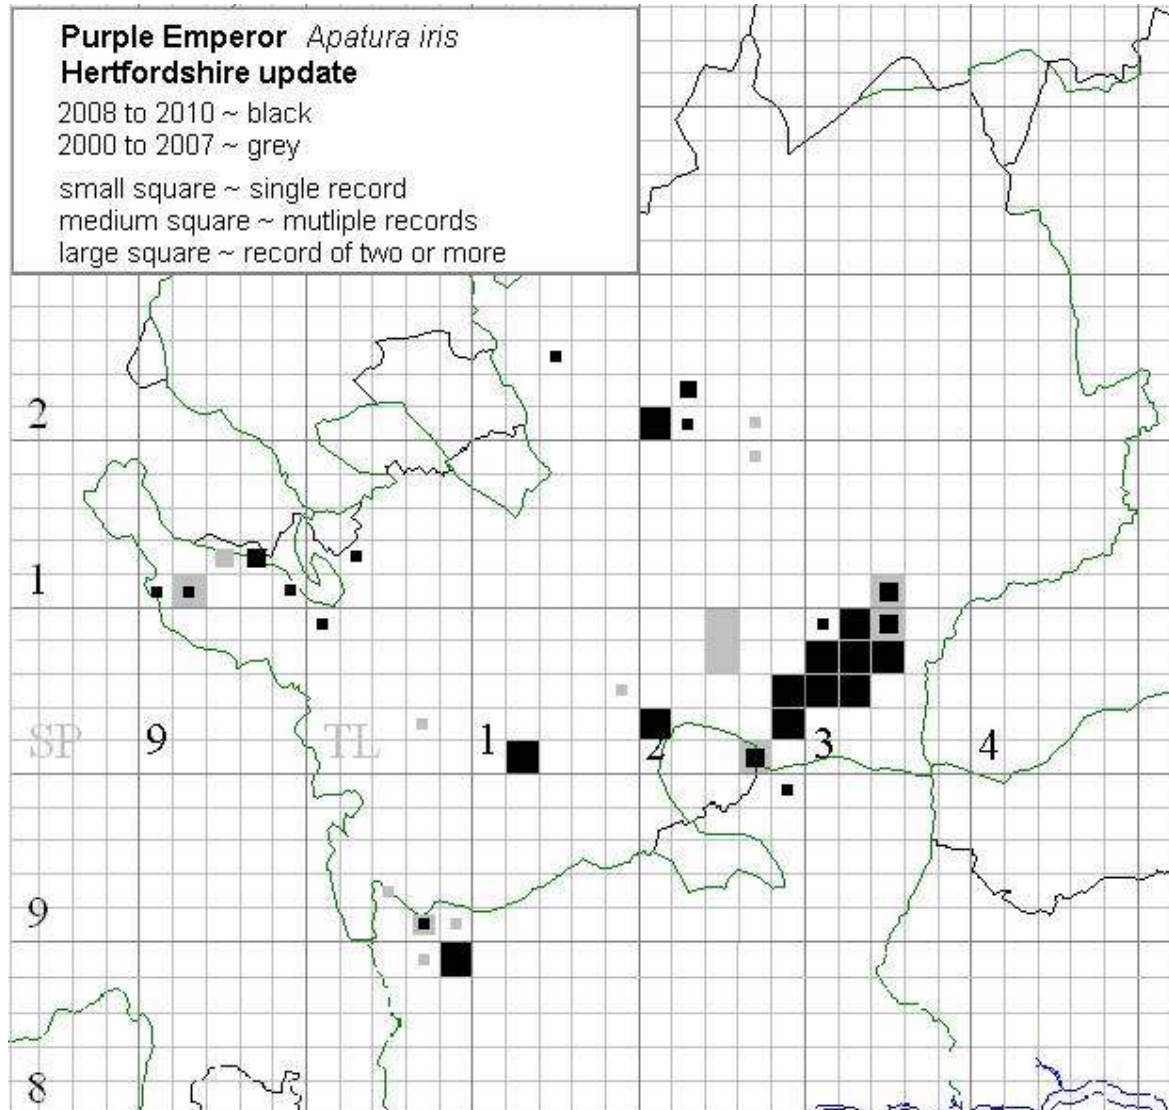 Purple Emperor Apatura iris
Hertfordshire update
2008 to 2010 ~ black
2000 to 2007 ~ grey
small square ~ single record
medium square ~ mutliple records
large square ~ record of two or more
2
1
SP 9 TL 1 2 3 4
9
8